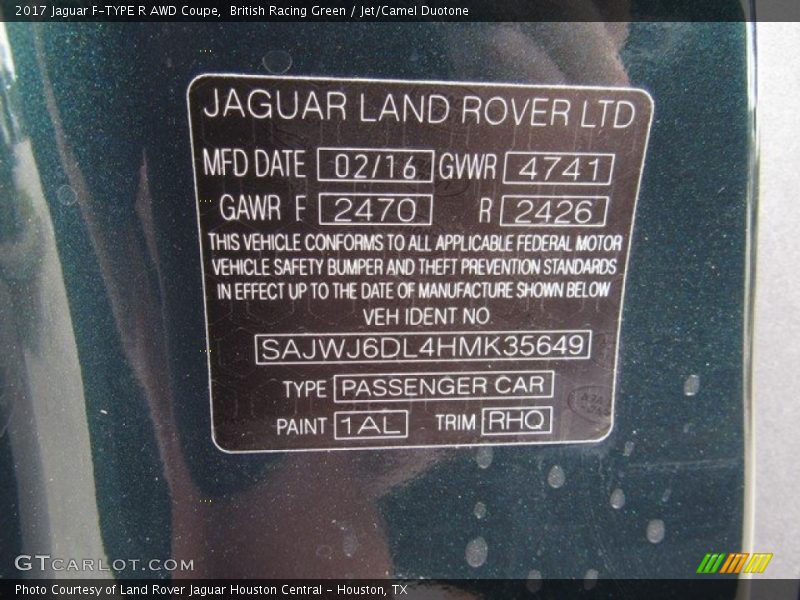 2017 Jaguar F-TYPE R AWD Coupe, British Racing Green / Jet/Camel Duotone
JAGUAR LAND ROVER LTD
MFD DATE 02/16 GWWR 4741
GAWR F 2470 R 2426
THIS VEHICLE CONFORMS TO ALL APPLICABLE FEDERAL MOTOR
VEHICLE SAFETY BUMPER AND THEFT PREVENTION STANDARDS
IN EFFECT UP TO THE DATE OF MANUFACTURE SHOWN BELOW
VEH IDENT NO
SAJWJ6DL4HMK35649
TYPE PASSENGER CAR
PAINT 1AL TRIM RHQ
GTCARLOT.COM
Photo Courtesy of Land Rover Jaguar Houston Central - Houston, TX